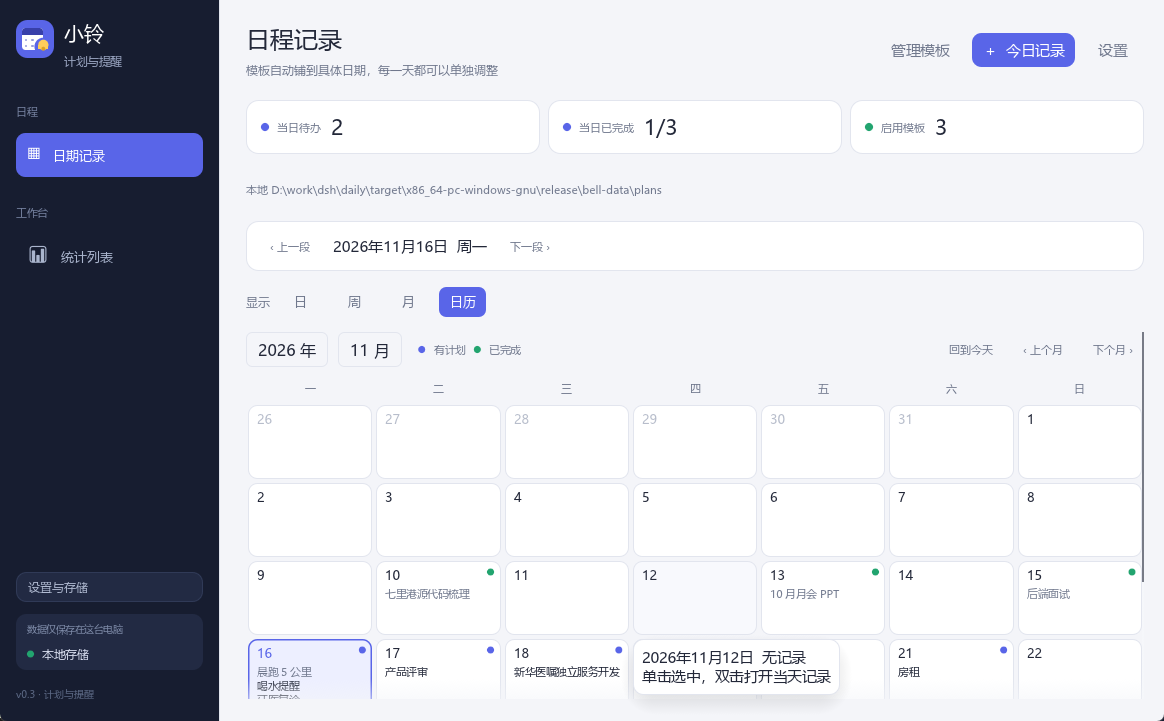 小铃
计划与提醒
日程
日期记录
工作台
统计列表
设置与存储
数据仅保存在这台电脑
本地存储
v0.3 · 计划与提醒
日程记录
模板自动铺到具体日期，每一天都可以单独调整
管理模板
+ 今日记录
设置
当日待办 2
当日已完成 1/3
启用模板 3
本地 D:\work\dsh\daily\target\x86_64-pc-windows-gnu\release\bell-data\plans
‹ 上一段 2026年11月16日 周一 下一段 ›
显示 日 周 月 日历
2026 年 11 月 有计划 已完成 回到今天 ‹ 上个月 下个月 ›
一 二 三 四 五 六 日
26 27 28 29 30 31 1
2 3 4 5 6 7 8
9 10 11 12 13 14 15
七里港源代码梳理 10 月月会 PPT 后端面试
16 17 18 21 22
晨跑 5 公里 产品评审 新华医嘱独立服务开发 房租
喝水提醒
2026年11月12日 无记录
单击选中，双击打开当天记录